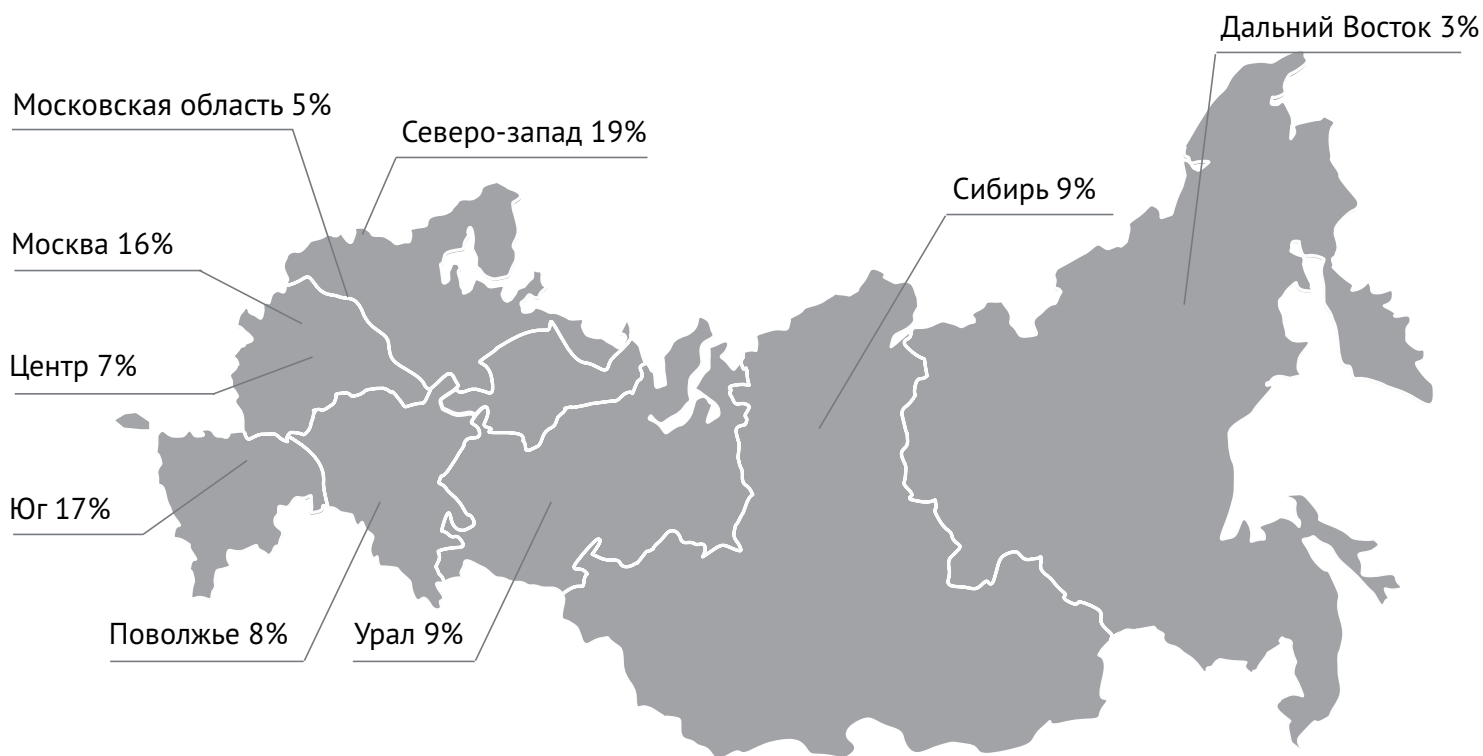 Дальний Восток 3%
Московская область 5%
Северо-запад 19%
Сибирь 9%
Москва 16%
Центр 7%
Юг 17%
Поволжье 8%
Урал 9%